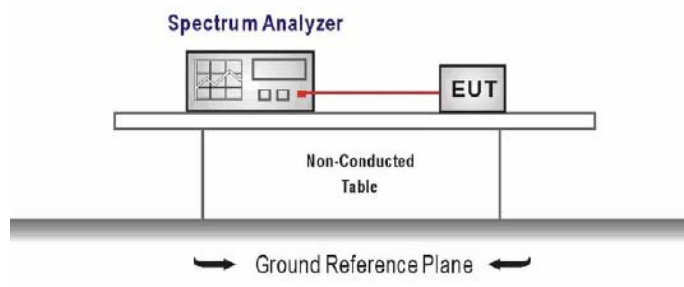 Spectrum Analyzer
EUT
Non-Conducted
Table
Ground Reference Plane